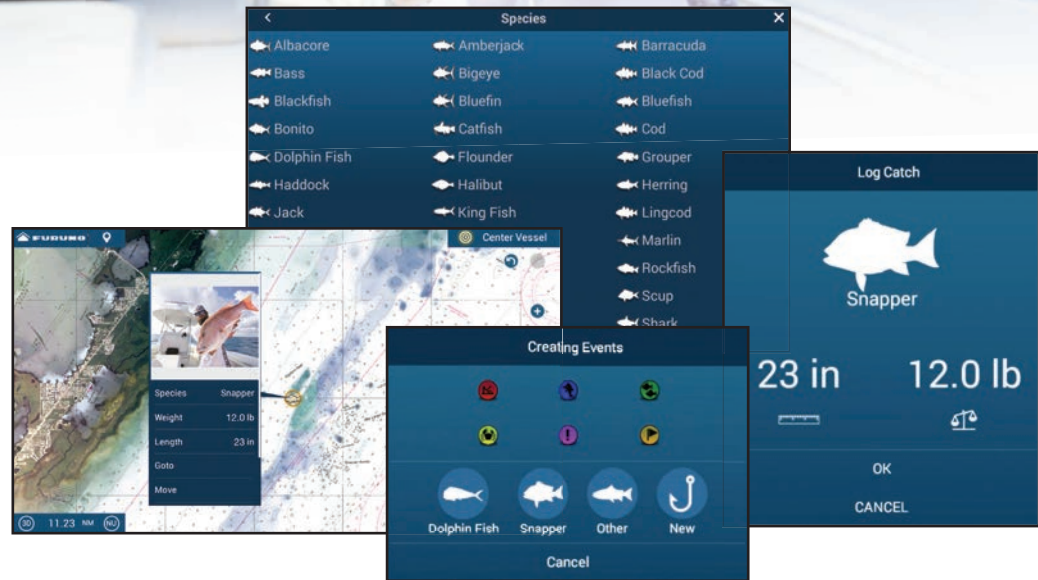 Species
Albacore
Amberjack
Barracuda
Bass
Bigeye
Black Cod
Blackfish
Bluefin
Bluefish
Bonito
Catfish
Cod
Dolphin Fish
Flounder
Grouper
Haddock
Halibut
Herring
Jack
King Fish
Lingcod
Marlin
Rockfish
Scup
Shark
Log Catch
Snapper
23 in
12.0 lb
OK
CANCEL
FURUNO
Center Vessel
Species Snapper
Weight 12.0 lb
Length 23 in
Goto
Move
3D 11.23 NM NU
Creating Events
Dolphin Fish
Snapper
Other
New
Cancel